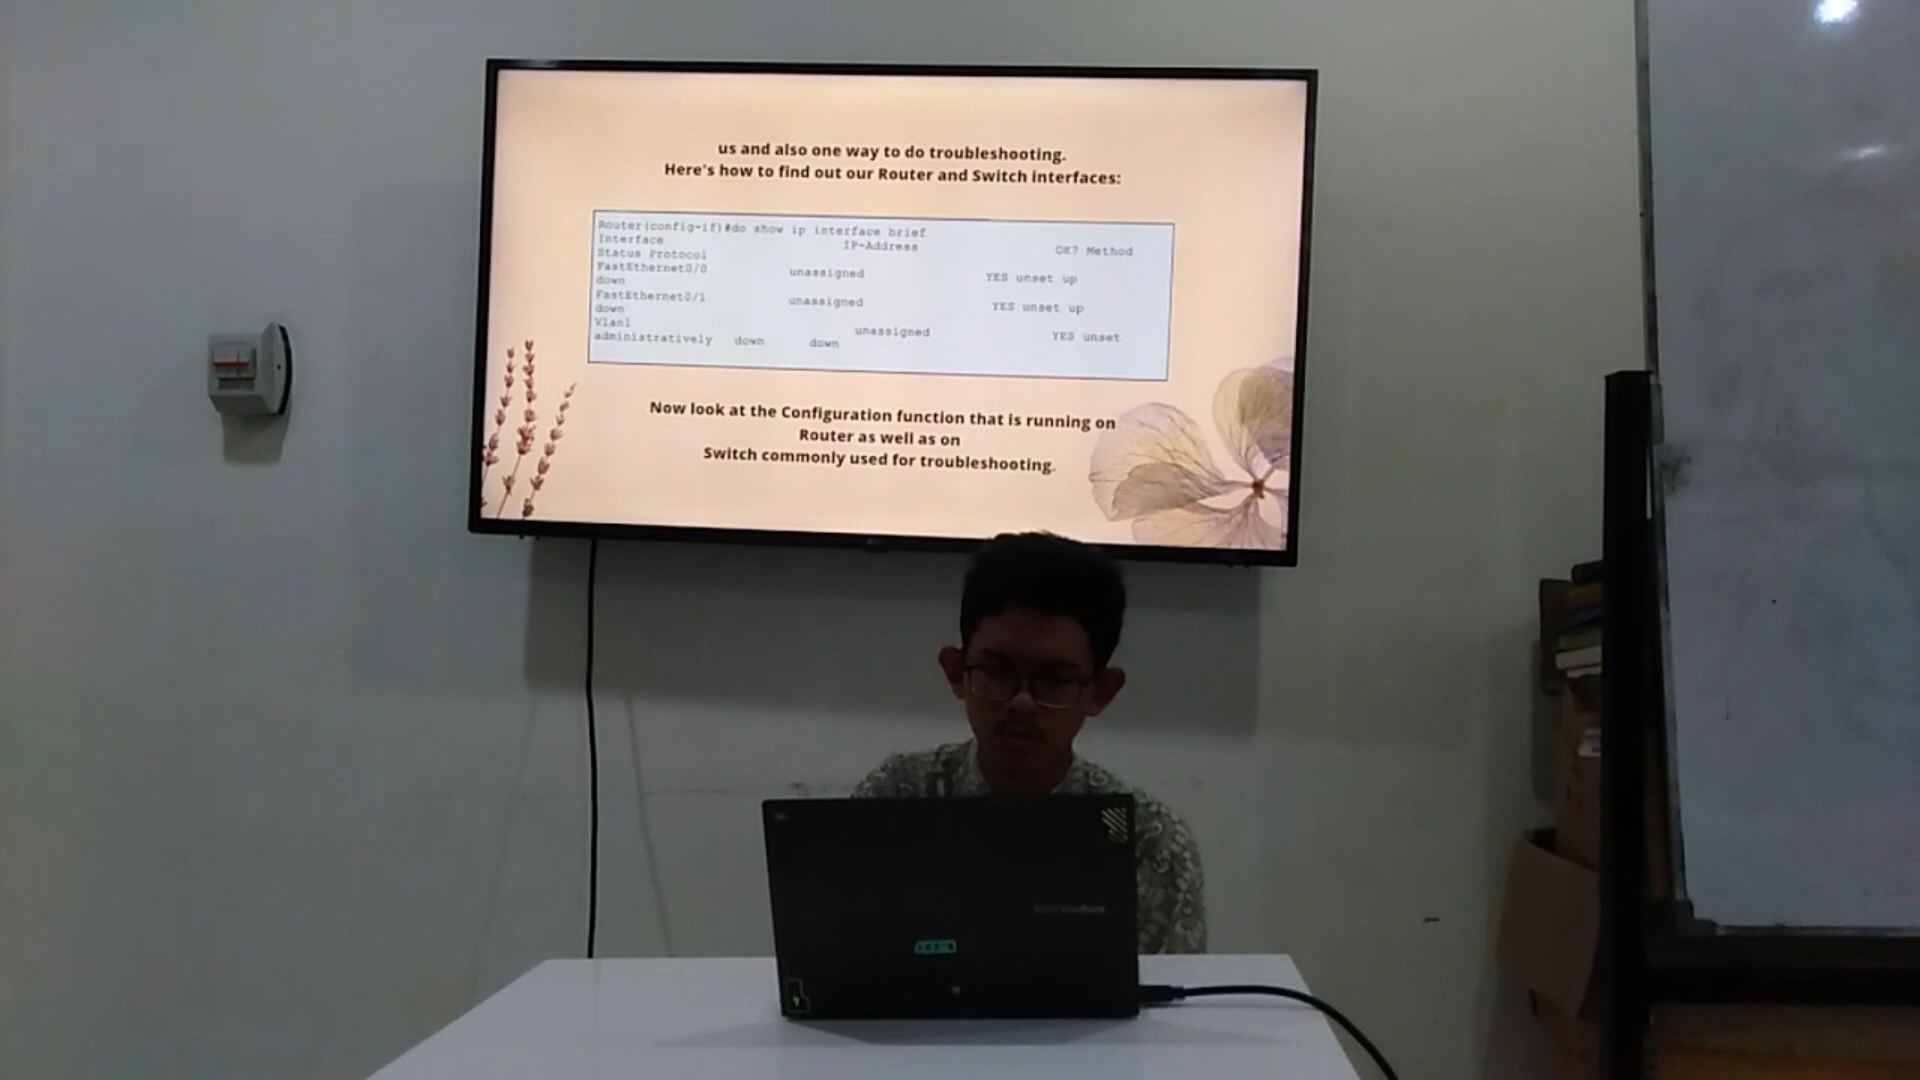 us and also one way to do troubleshooting.
Here's how to find out our Router and Switch interfaces:
Router(config-if)#do show ip interface brief
Interface IP-Address OK? Method
Status Protocol
FastEthernet0/0 unassigned YES unset up
down
FastEthernet0/1 unassigned YES unset up
down
Vlan1 unassigned YES unset
administratively down down
Now look at the Configuration function that is running on
Router as well as on
Switch commonly used for troubleshooting.